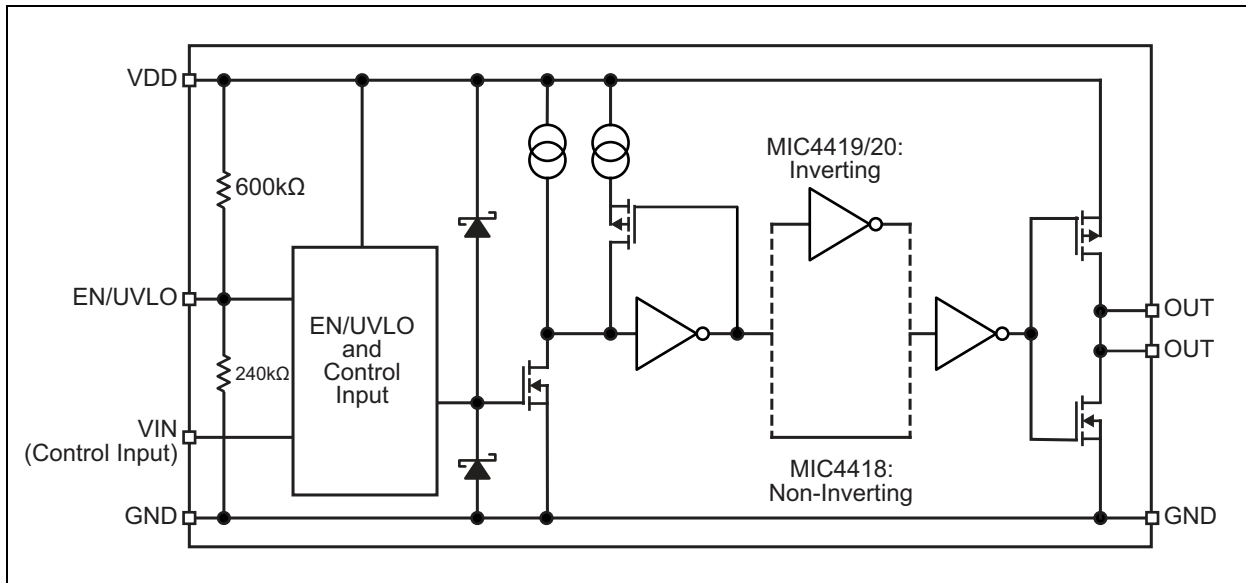 VDD
600kΩ
EN/UVLO
240kΩ
VIN
(Control Input)
GND
EN/UVLO
and
Control
Input
MIC4419/20:
Inverting
MIC4418:
Non-Inverting
OUT
OUT
GND